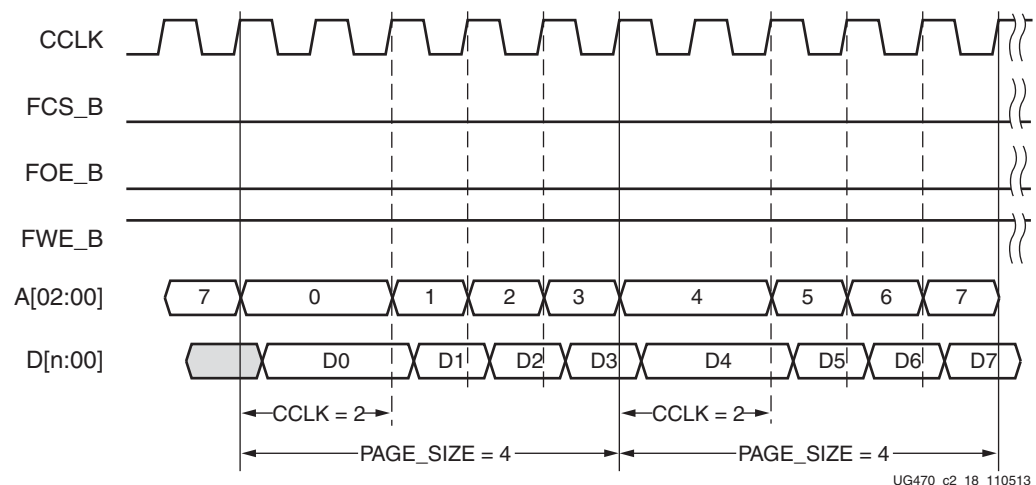 CCLK
FCS_B
FOE_B
FWE_B
A[02:00] 7 0 1 2 3 4 5 6 7
D[n:00] D0 D1 D2 D3 D4 D5 D6 D7
CCLK = 2 CCLK = 2
PAGE_SIZE = 4 PAGE_SIZE = 4
UG470_c2_18_110513